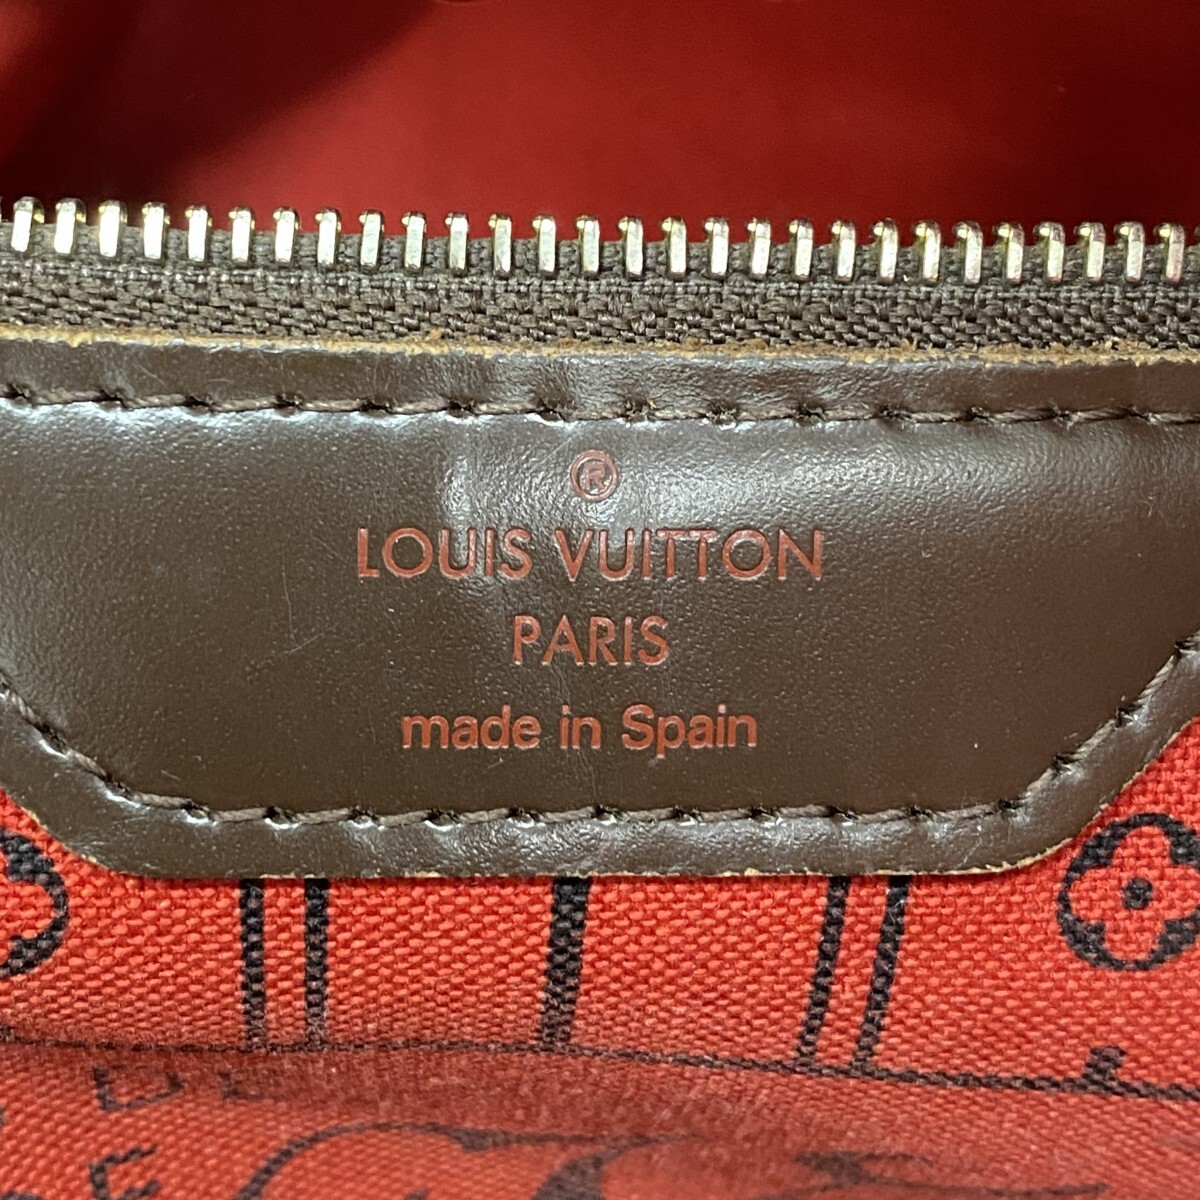 ®
LOUIS VUITTON
PARIS
made in Spain